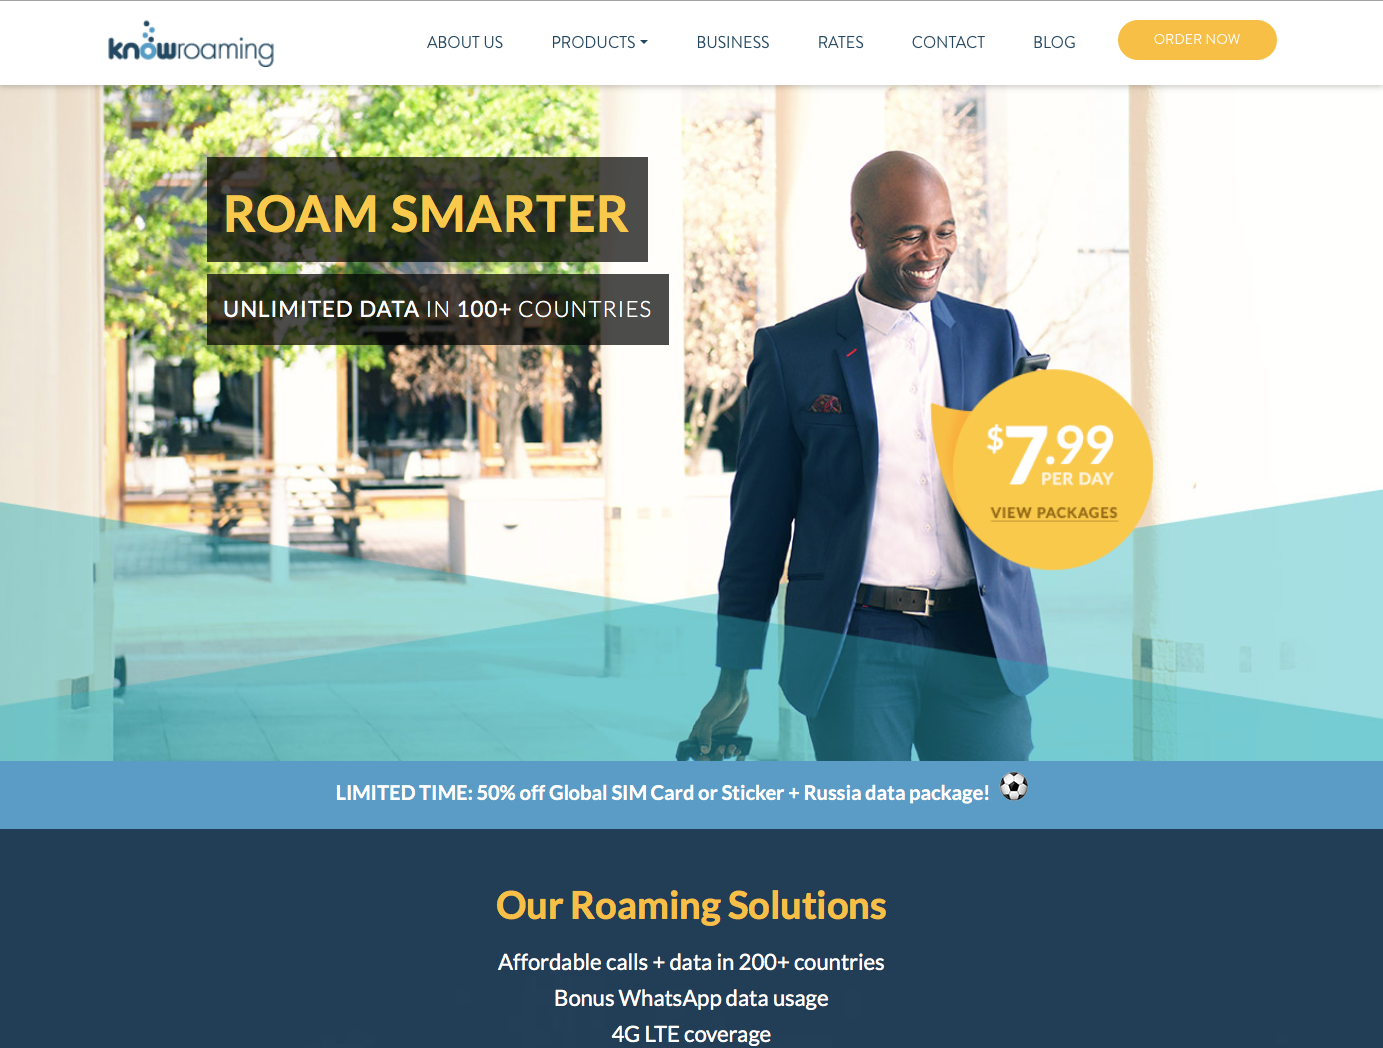 knowroaming
ABOUT US
PRODUCTS
BUSINESS
RATES
CONTACT
BLOG
ORDER NOW
ROAM SMARTER
UNLIMITED DATA IN 100+ COUNTRIES
$7.99
PER DAY
VIEW PACKAGES
LIMITED TIME: 50% off Global SIM Card or Sticker + Russia data package!
Our Roaming Solutions
Affordable calls + data in 200+ countries
Bonus WhatsApp data usage
4G LTE coverage